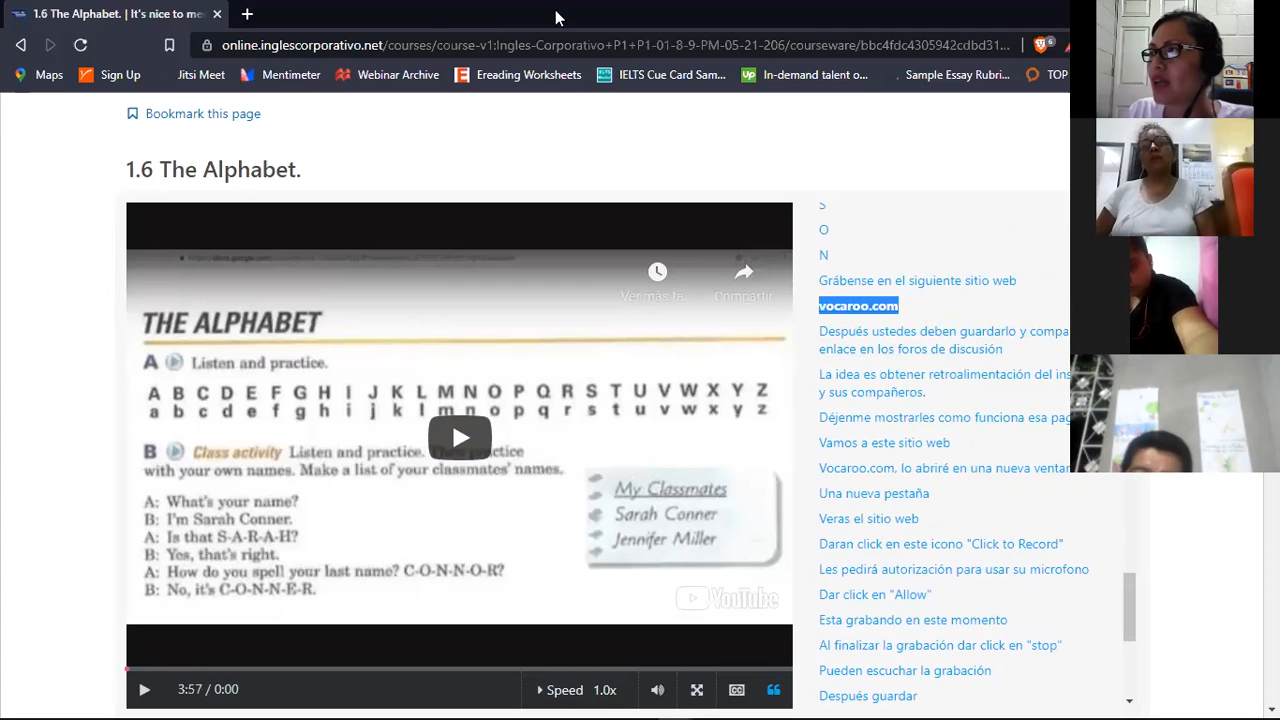 1.6 The Alphabet. | It's nice to me
online.inglescorporativo.net/courses/course-v1:Ingles-Corporativo+P1+P1-01-8-9-PM-05-21-206/courseware/bbc4fdc4305942cdbd31...
6
Maps Sign Up Jitsi Meet Mentimeter Webinar Archive Ereading Worksheets IELTS Cue Card Sam... In-demand talent o... Sample Essay Rubri... TOP
Bookmark this page
1.6 The Alphabet.
Ver más ta... Compartir
THE ALPHABET
A Listen and practice.
A B C D E F G H I J K L M N O P Q R S T U V W X Y Z
a b c d e f g h i j k l m n o p q r s t u v w x y z
B Class activity Listen and practice. practice
with your own names. Make a list of your classmates' names.
A: What's your name?
B: I'm Sarah Conner.
A: Is that S-A-R-A-H?
B: Yes, that's right.
A: How do you spell your last name? C-O-N-N-O-R?
B: No, it's C-O-N-N-E-R.
My Classmates
Sarah Conner
Jennifer Miller
YouTube
3:57 / 0:00 Speed 1.0x
S
O
N
Grábense en el siguiente sitio web
vocaroo.com
Después ustedes deben guardarlo y compa
enlace en los foros de discusión
La idea es obtener retroalimentación del ins
y sus compañeros.
Déjenme mostrarles como funciona esa pag
Vamos a este sitio web
Vocaroo.com, lo abriré en una nueva ventan
Una nueva pestaña
Veras el sitio web
Daran click en este icono "Click to Record"
Les pedirá autorización para usar su microfono
Dar click en "Allow"
Esta grabando en este momento
Al finalizar la grabación dar click en "stop"
Pueden escuchar la grabación
Después guardar